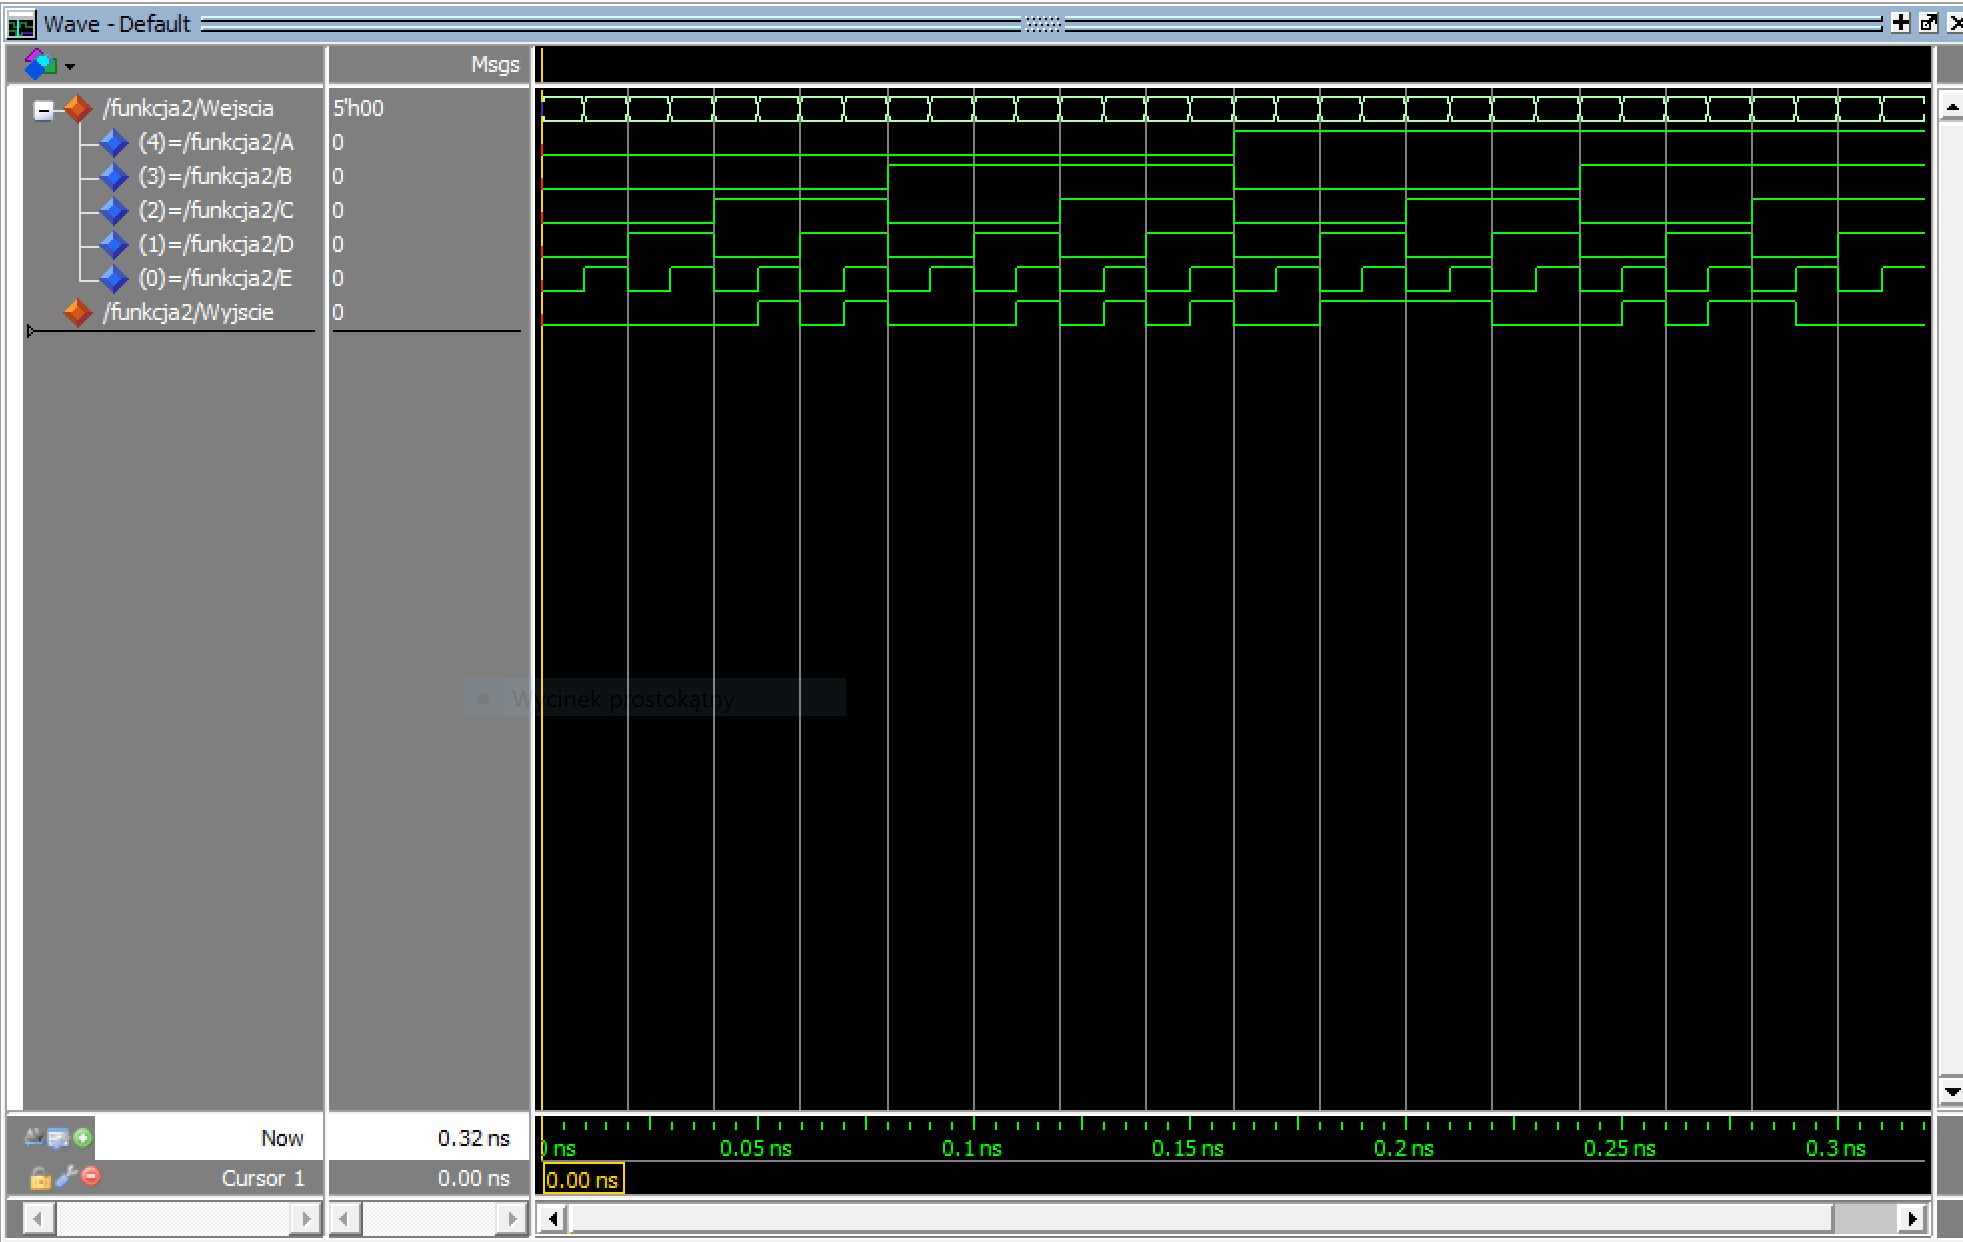 Wave - Default
Msgs
/funkcja2/Wejscia 5'h00
(4)=/funkcja2/A 0
(3)=/funkcja2/B 0
(2)=/funkcja2/C 0
(1)=/funkcja2/D 0
(0)=/funkcja2/E 0
/funkcja2/Wyjscie 0
Wycinek prostokątny
Now 0.32 ns
)ns 0.05 ns 0.1 ns 0.15 ns 0.2 ns 0.25 ns 0.3 ns
Cursor 1 0.00 ns 0.00 ns